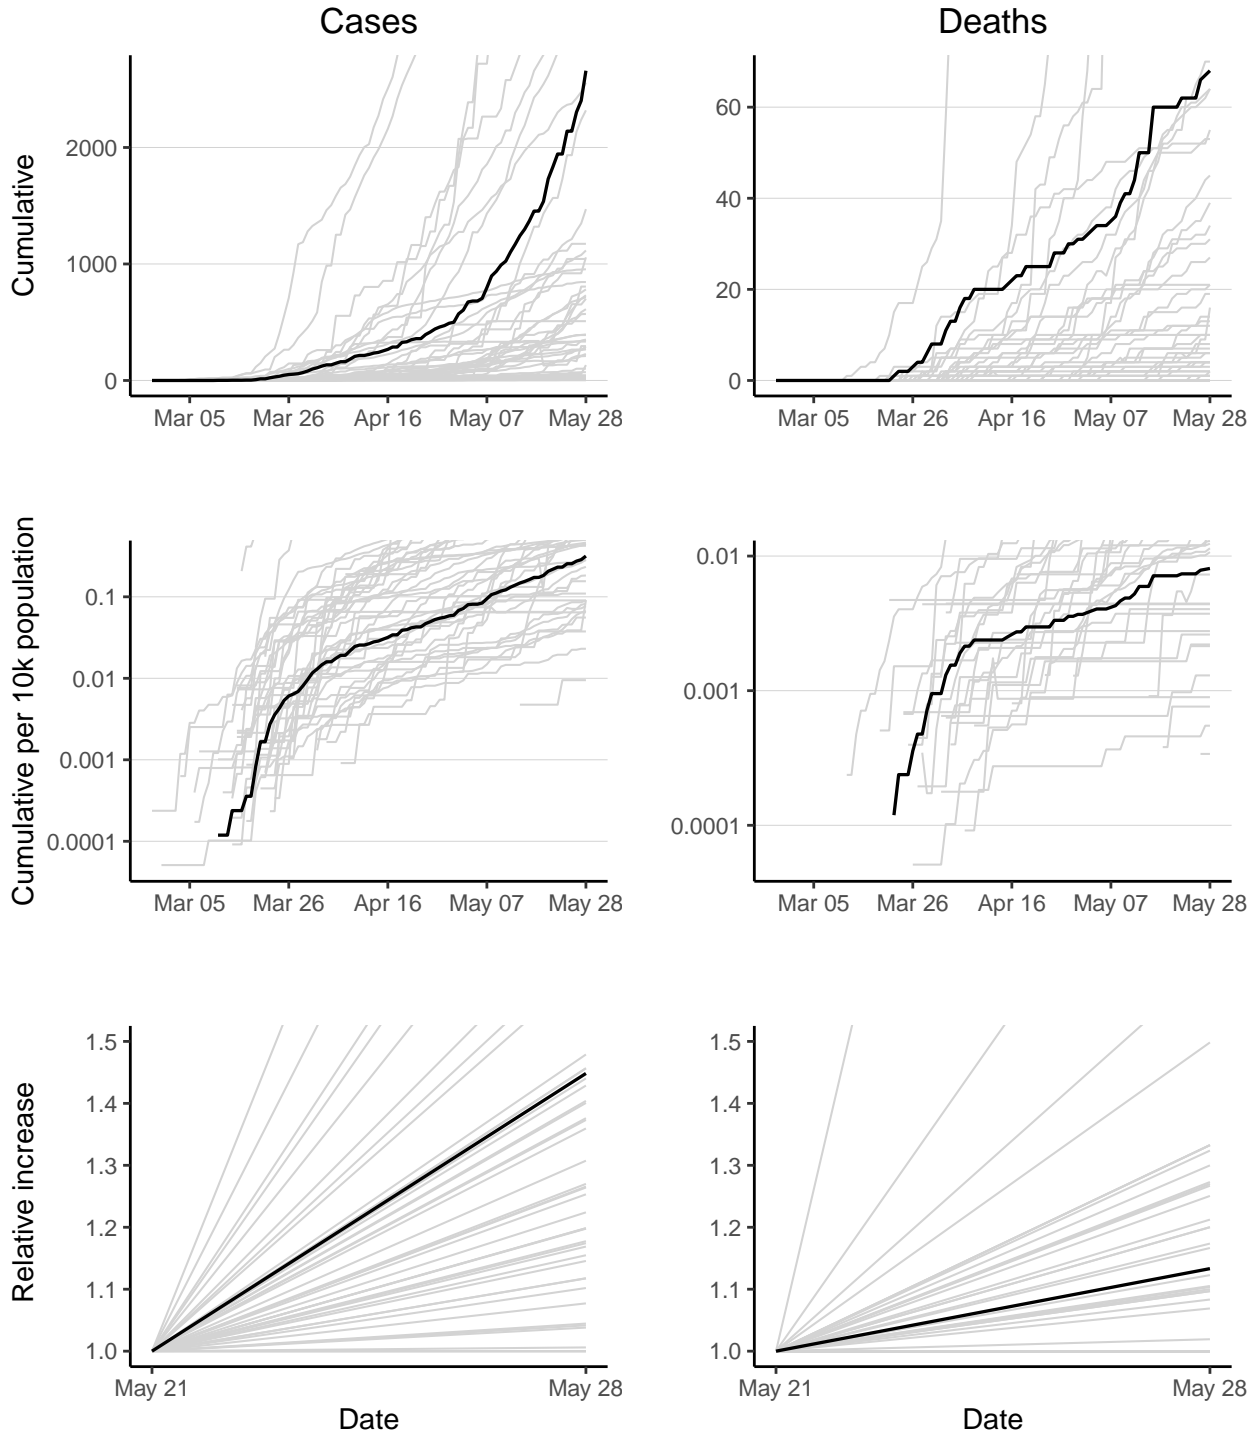 Cases
Deaths
Cumulative
2000
1000
0
Mar 05 Mar 26 Apr 16 May 07 May 28
60
40
20
0
Mar 05 Mar 26 Apr 16 May 07 May 28
Cumulative per 10k population
0.1
0.01
0.001
0.0001
Mar 05 Mar 26 Apr 16 May 07 May 28
0.01
0.001
0.0001
Mar 05 Mar 26 Apr 16 May 07 May 28
Relative increase
1.5
1.4
1.3
1.2
1.1
1.0
May 21 May 28
Date
1.5
1.4
1.3
1.2
1.1
1.0
May 21 May 28
Date